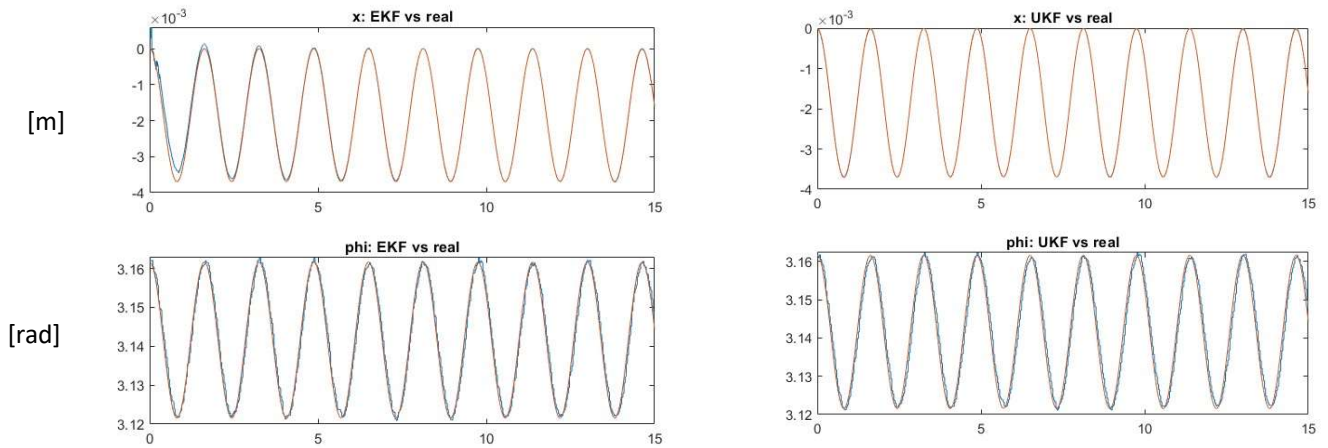 x: EKF vs real
×10⁻³
0
-1
-2
-3
-4
0 5 10 15
[m]
x: UKF vs real
×10⁻³
0
-1
-2
-3
-4
0 5 10 15
phi: EKF vs real
3.16
3.15
3.14
3.13
3.12
0 5 10 15
[rad]
phi: UKF vs real
3.16
3.15
3.14
3.13
3.12
0 5 10 15